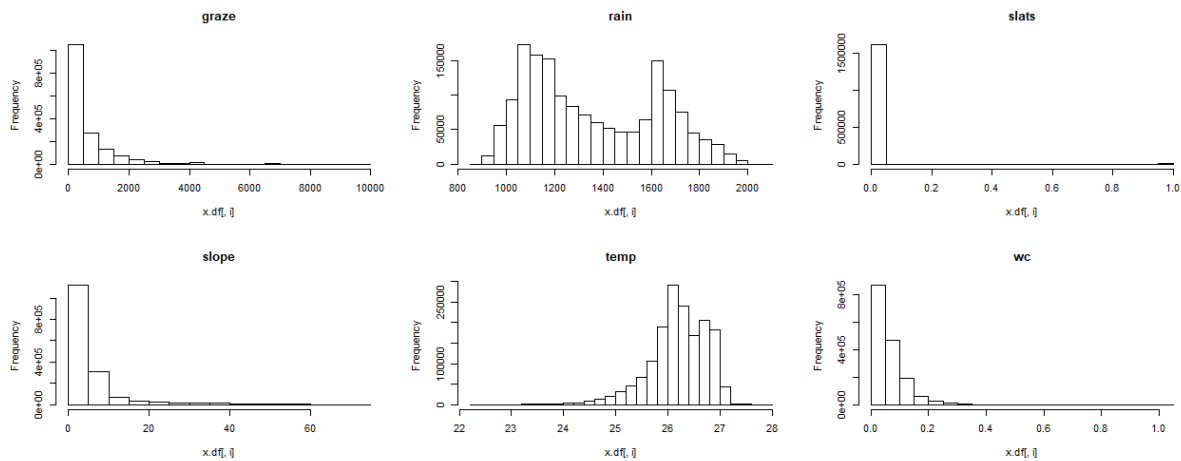 graze
Frequency
0e+00 4e+05 8e+05
0 2000 4000 6000 8000 10000
x.df[, i]
rain
Frequency
0 50000 150000
800 1000 1200 1400 1600 1800 2000
x.df[, i]
slats
Frequency
0 500000 1500000
0.0 0.2 0.4 0.6 0.8 1.0
x.df[, i]
slope
Frequency
0e+00 4e+05 8e+05
0 20 40 60
x.df[, i]
temp
Frequency
0 100000 250000
22 23 24 25 26 27 28
x.df[, i]
wc
Frequency
0e+00 4e+05 8e+05
0.0 0.2 0.4 0.6 0.8 1.0
x.df[, i]